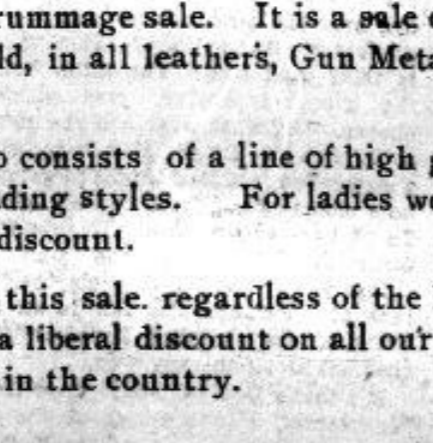 rummage sale. It is a sale
ld, in all leathers, Gun Meta
consists of a line of high
ding styles. For ladies we
discount.
this sale. regardless of the
a liberal discount on all our
in the country.